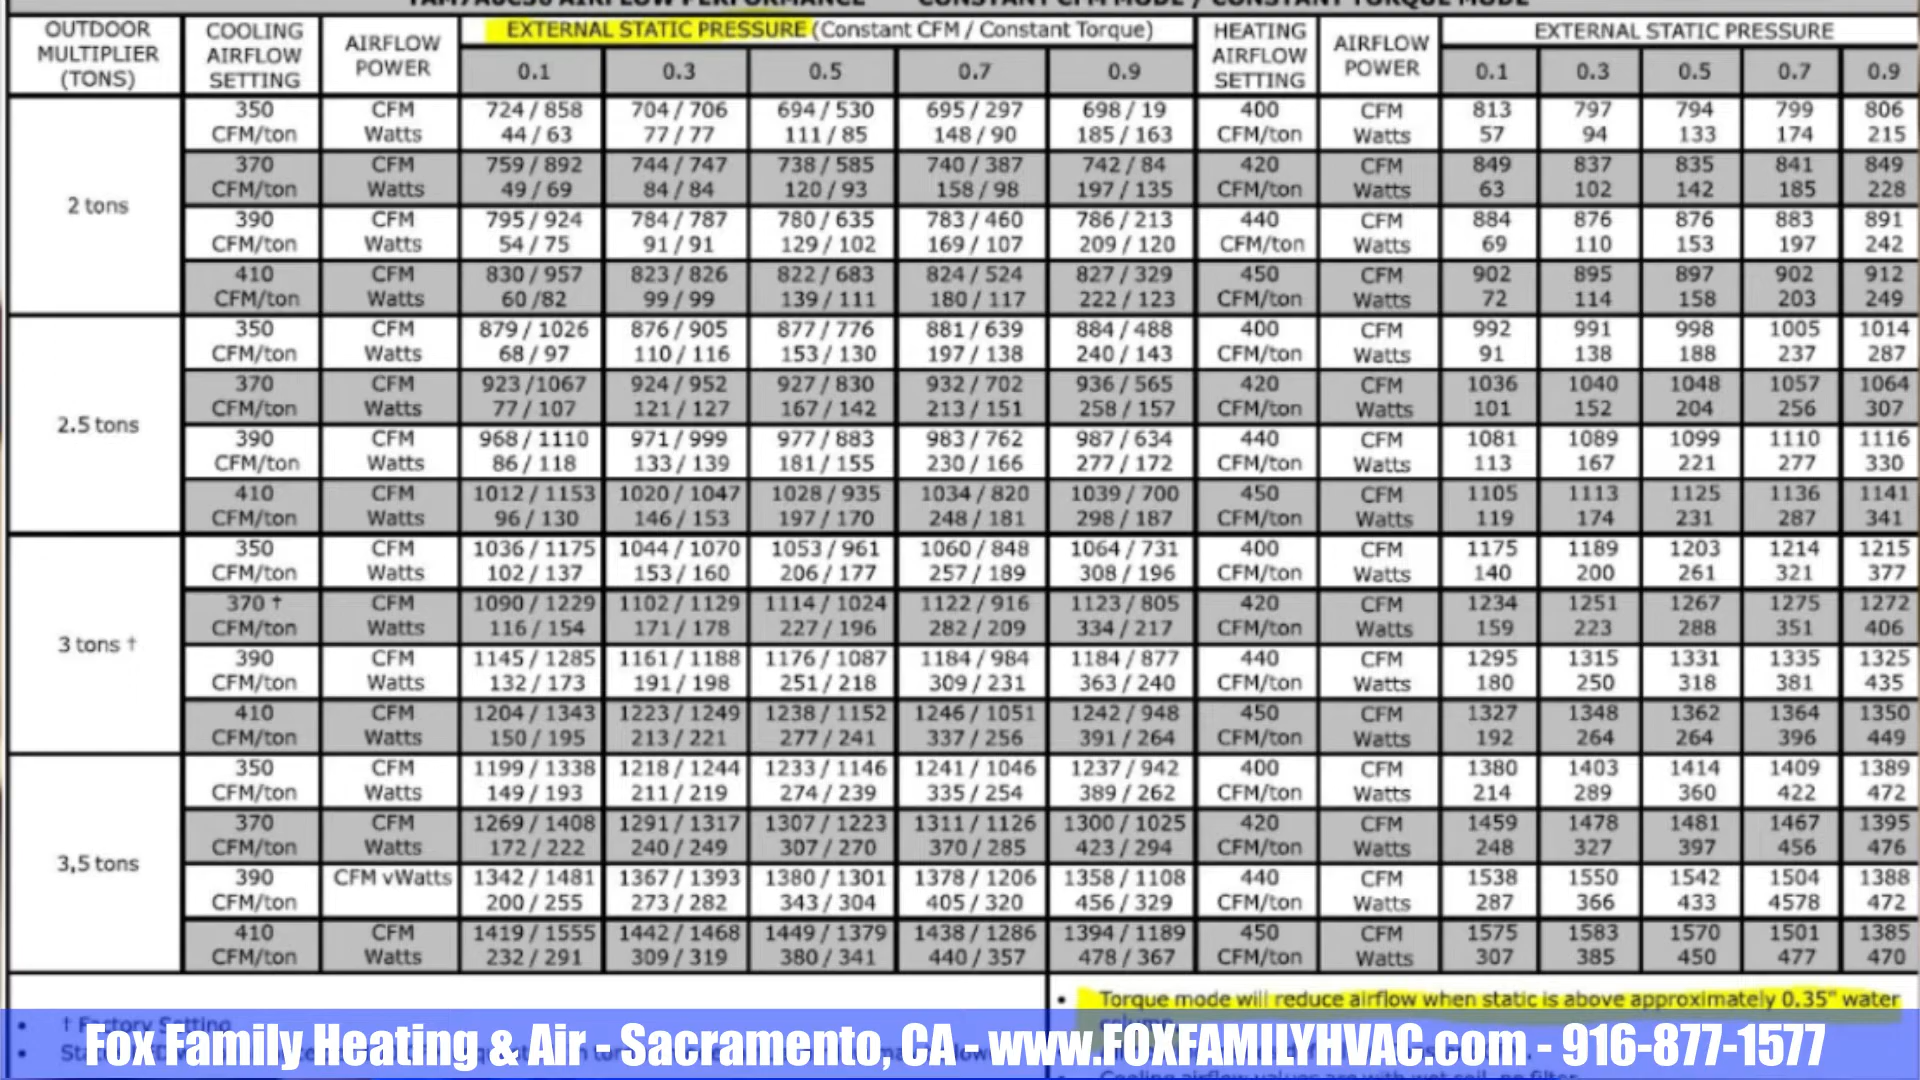 TAM7A0C36 AIRFLOW PERFORMANCE CONSTANT CFM MODE / CONSTANT TORQUE MODE
OUTDOOR MULTIPLIER (TONS) COOLING AIRFLOW SETTING AIRFLOW POWER EXTERNAL STATIC PRESSURE (Constant CFM / Constant Torque) HEATING AIRFLOW SETTING AIRFLOW POWER EXTERNAL STATIC PRESSURE
0.1 0.3 0.5 0.7 0.9 0.1 0.3 0.5 0.7 0.9
2 tons
350 CFM 724 / 858 704 / 706 694 / 530 695 / 297 698 / 19 400 CFM 813 797 794 799 806
CFM/ton Watts 44 / 63 77 / 77 111 / 85 148 / 90 185 / 163 CFM/ton Watts 57 94 133 174 215
370 CFM 759 / 892 744 / 747 738 / 585 740 / 387 742 / 84 420 CFM 849 837 835 841 849
CFM/ton Watts 49 / 69 84 / 84 120 / 93 158 / 98 197 / 135 CFM/ton Watts 63 102 142 185 228
390 CFM 795 / 924 784 / 787 780 / 635 783 / 460 786 / 213 440 CFM 884 876 876 883 891
CFM/ton Watts 54 / 75 91 / 91 129 / 102 169 / 107 209 / 120 CFM/ton Watts 69 110 153 197 242
410 CFM 830 / 957 823 / 826 822 / 683 824 / 524 827 / 329 450 CFM 902 895 897 902 912
CFM/ton Watts 60 /82 99 / 99 139 / 111 180 / 117 222 / 123 CFM/ton Watts 72 114 158 203 249
2.5 tons
350 CFM 879 / 1026 876 / 905 877 / 776 881 / 639 884 / 488 400 CFM 992 991 998 1005 1014
CFM/ton Watts 68 / 97 110 / 116 153 / 130 197 / 138 240 / 143 CFM/ton Watts 91 138 188 237 287
370 CFM 923 /1067 924 / 952 927 / 830 932 / 702 936 / 565 420 CFM 1036 1040 1048 1057 1064
CFM/ton Watts 77 / 107 121 / 127 167 / 142 213 / 151 258 / 157 CFM/ton Watts 101 152 204 256 307
390 CFM 968 / 1110 971 / 999 977 / 883 983 / 762 987 / 634 440 CFM 1081 1089 1099 1110 1116
CFM/ton Watts 86 / 118 133 / 139 181 / 155 230 / 166 277 / 172 CFM/ton Watts 113 167 221 277 330
410 CFM 1012 / 1153 1020 / 1047 1028 / 935 1034 / 820 1039 / 700 450 CFM 1105 1113 1125 1136 1141
CFM/ton Watts 96 / 130 146 / 153 197 / 170 248 / 181 298 / 187 CFM/ton Watts 119 174 231 287 341
3 tons †
350 CFM 1036 / 1175 1044 / 1070 1053 / 961 1060 / 848 1064 / 731 400 CFM 1175 1189 1203 1214 1215
CFM/ton Watts 102 / 137 153 / 160 206 / 177 257 / 189 308 / 196 CFM/ton Watts 140 200 261 321 377
370 † CFM 1090 / 1229 1102 / 1129 1114 / 1024 1122 / 916 1123 / 805 420 CFM 1234 1251 1267 1275 1272
CFM/ton Watts 116 / 154 171 / 178 227 / 196 282 / 209 334 / 217 CFM/ton Watts 159 223 288 351 406
390 CFM 1145 / 1285 1161 / 1188 1176 / 1087 1184 / 984 1184 / 877 440 CFM 1295 1315 1331 1335 1325
CFM/ton Watts 132 / 173 191 / 198 251 / 218 309 / 231 363 / 240 CFM/ton Watts 180 250 318 381 435
410 CFM 1204 / 1343 1223 / 1249 1238 / 1152 1246 / 1051 1242 / 948 450 CFM 1327 1348 1362 1364 1350
CFM/ton Watts 150 / 195 213 / 221 277 / 241 337 / 256 391 / 264 CFM/ton Watts 192 264 264 396 449
3,5 tons
350 CFM 1199 / 1338 1218 / 1244 1233 / 1146 1241 / 1046 1237 / 942 400 CFM 1380 1403 1414 1409 1389
CFM/ton Watts 149 / 193 211 / 219 274 / 239 335 / 254 389 / 262 CFM/ton Watts 214 289 360 422 472
370 CFM 1269 / 1408 1291 / 1317 1307 / 1223 1311 / 1126 1300 / 1025 420 CFM 1459 1478 1481 1467 1395
CFM/ton Watts 172 / 222 240 / 249 307 / 270 370 / 285 423 / 294 CFM/ton Watts 248 327 397 456 476
390 CFM vWatts 1342 / 1481 1367 / 1393 1380 / 1301 1378 / 1206 1358 / 1108 440 CFM 1538 1550 1542 1504 1388
CFM/ton 200 / 255 273 / 282 343 / 304 405 / 320 456 / 329 CFM/ton Watts 287 366 433 4578 472
410 CFM 1419 / 1555 1442 / 1468 1449 / 1379 1438 / 1286 1394 / 1189 450 CFM 1575 1583 1570 1501 1385
CFM/ton Watts 232 / 291 309 / 319 380 / 341 440 / 357 478 / 367 CFM/ton Watts 307 385 450 477 470
• Torque mode will reduce airflow when static is above approximately 0.35" water
column.
• † Factory Setting
Fox Family Heating & Air - Sacramento, CA - www.FOXFAMILYHVAC.com - 916-877-1577
Cooling airflow values are with wet coil, no filter